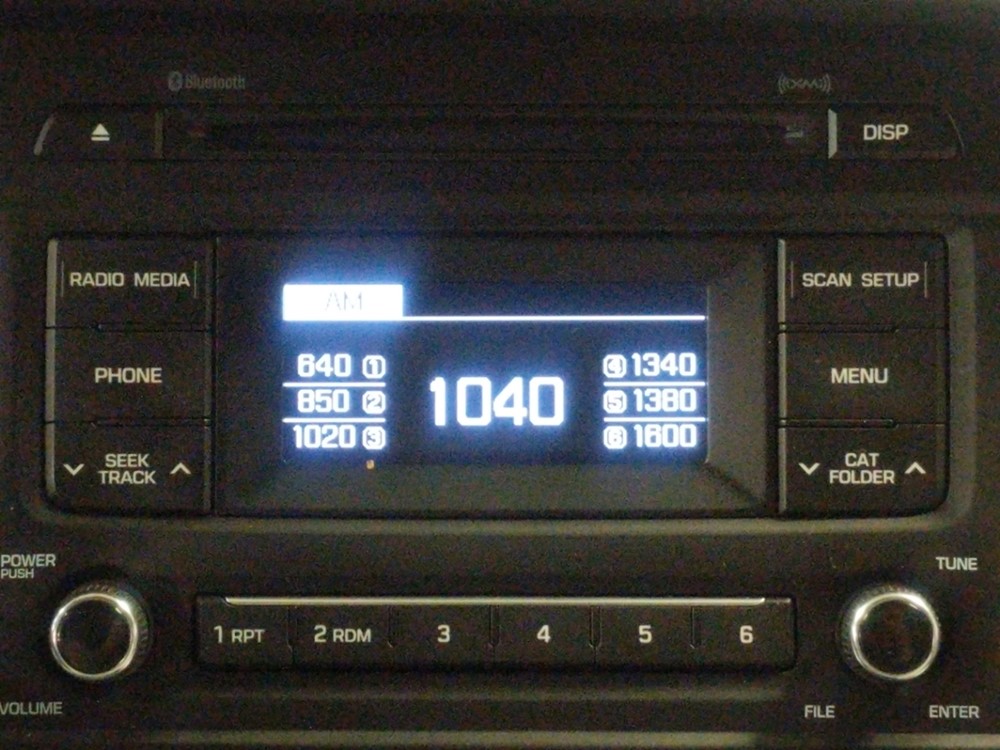 Bluetooth
((XM))
DISP
RADIO MEDIA
SCAN SETUP
AM
640 1
4 1340
PHONE
850 2
1040
5 1380
MENU
1020 3
6 1600
SEEK
TRACK
CAT
FOLDER
POWER
PUSH
TUNE
1 RPT
2 RDM
3
4
5
6
VOLUME
FILE
ENTER